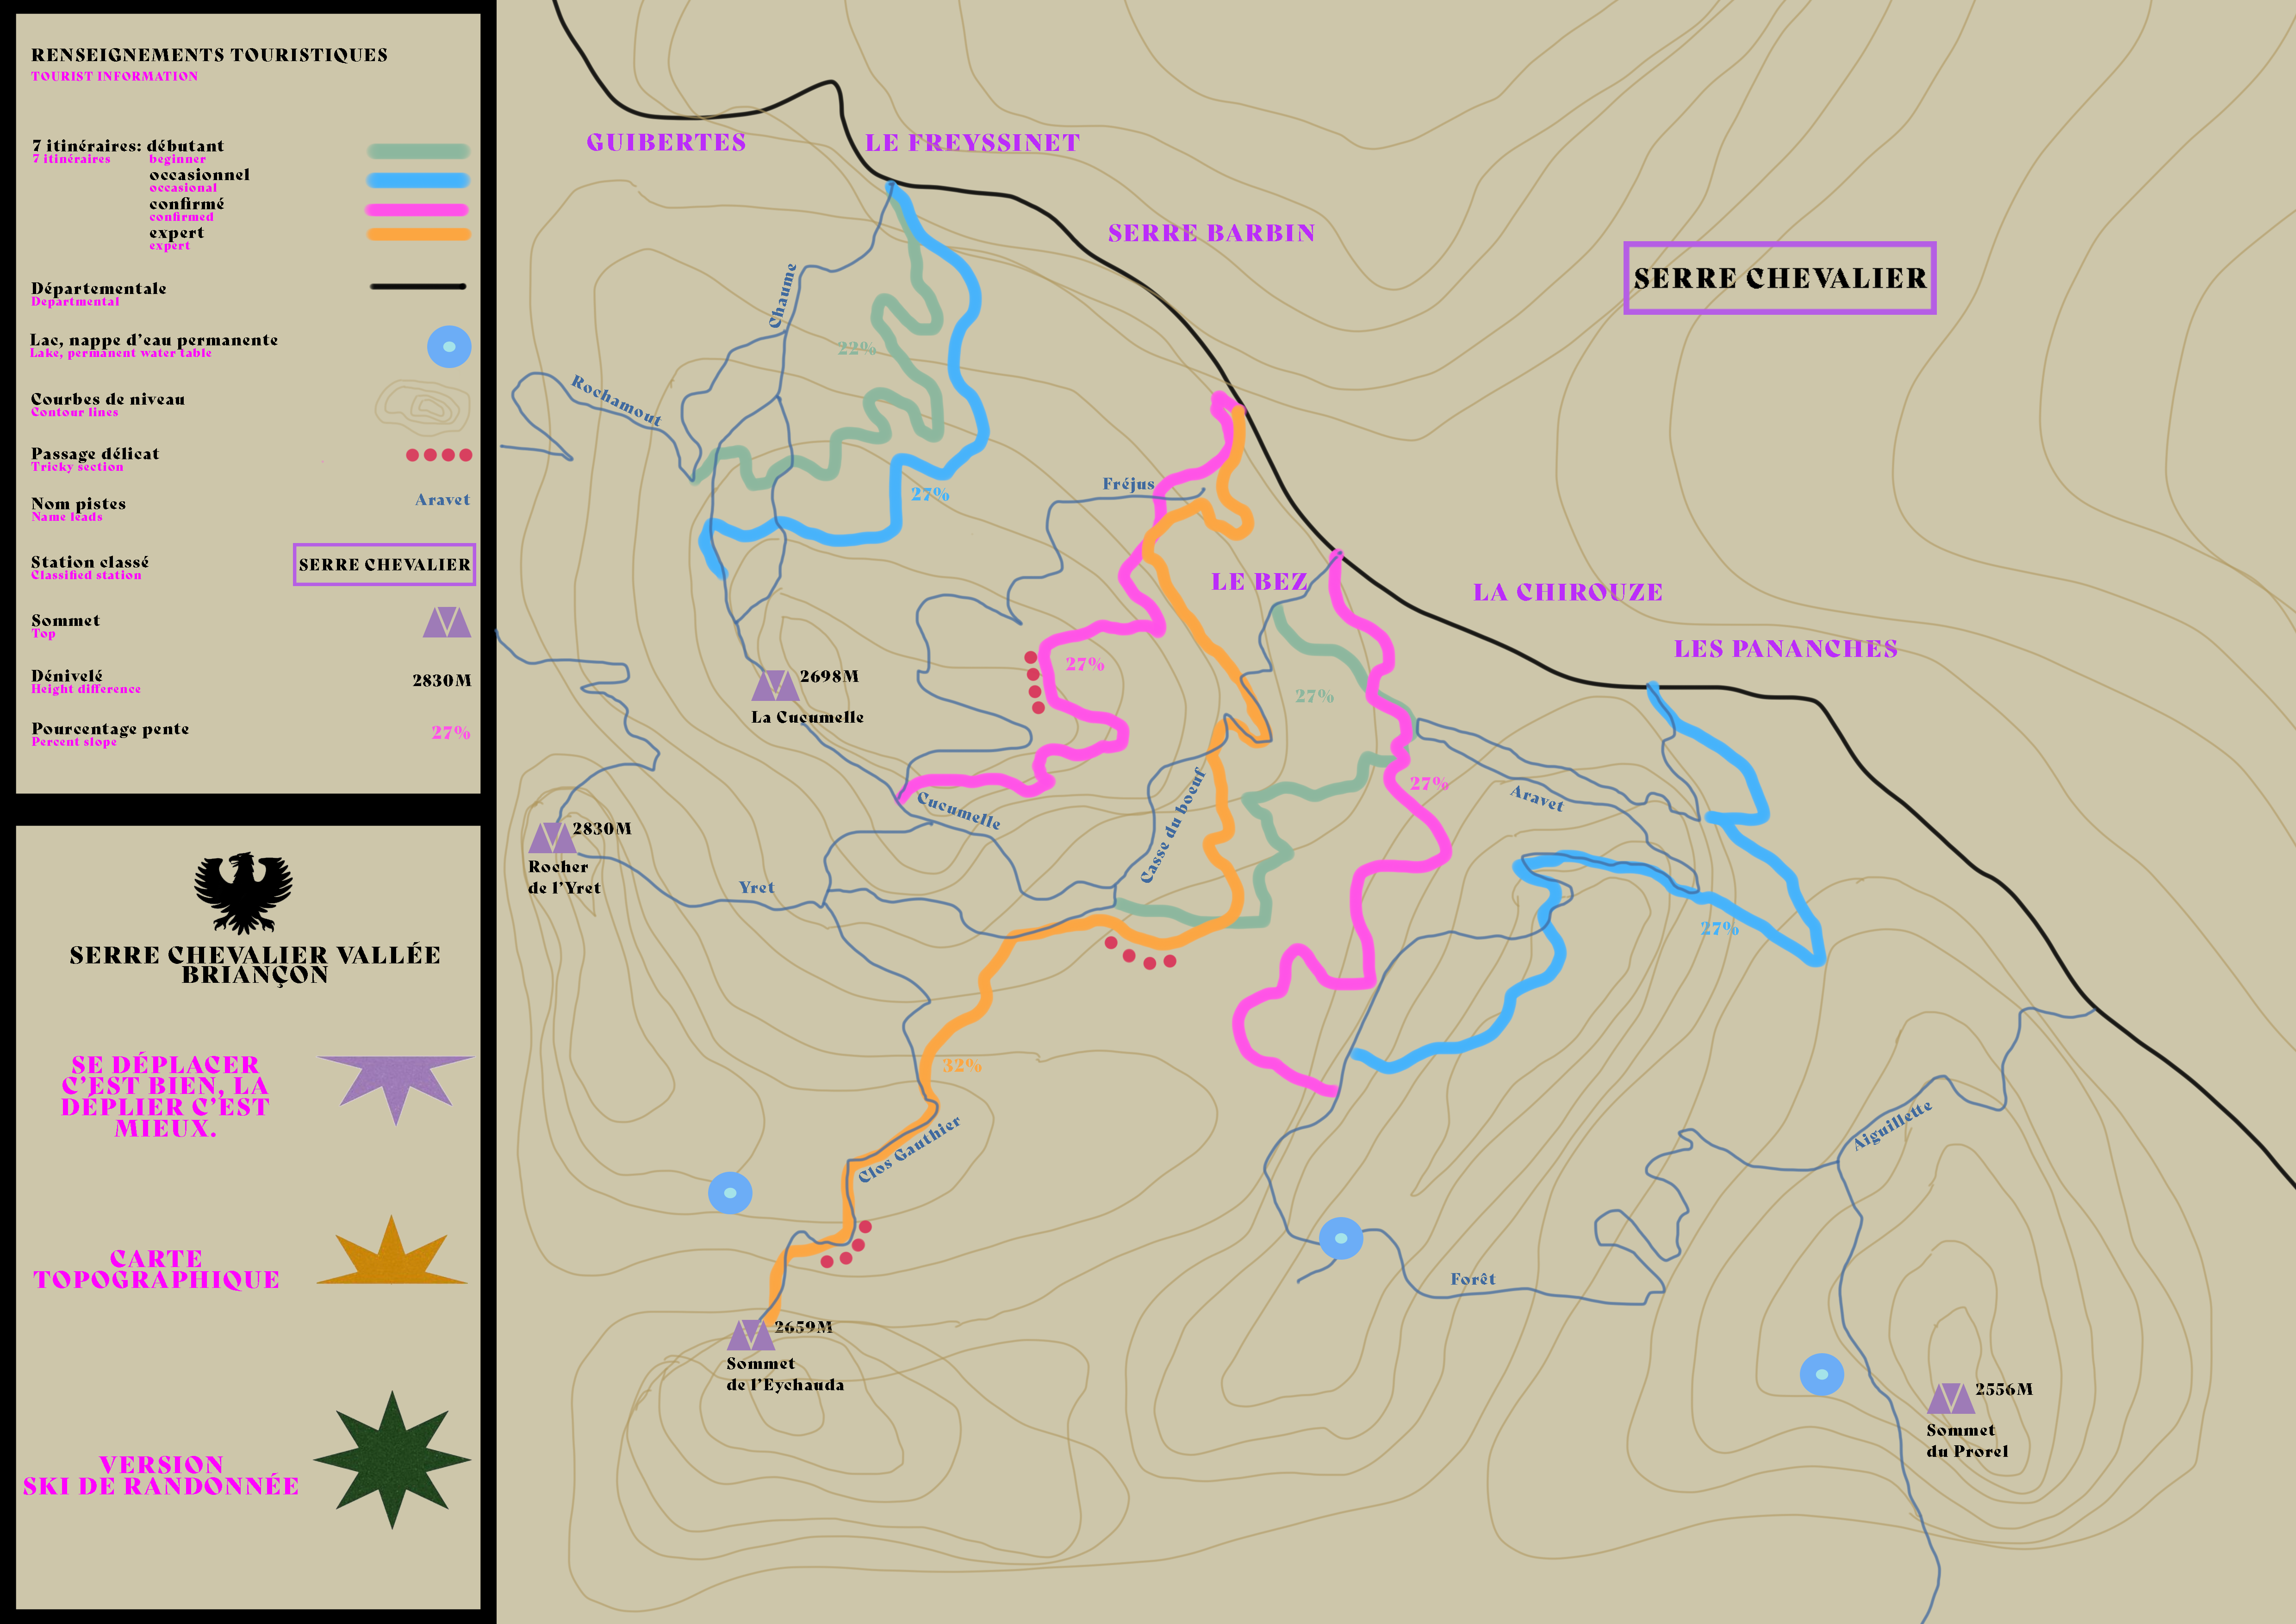 RENSEIGNEMENTS TOURISTIQUES
TOURIST INFORMATION
7 itinéraires: débutant
7 itinéraires beginner
occasionnel
occasional
confirmé
confirmed
expert
expert
Départementale
Departmental
Lac, nappe d'eau permanente
Lake, permanent water table
Courbes de niveau
Contour lines
Passage délicat
Tricky section
Nom pistes
Name leads
Aravet
Station classé
Classified station
SERRE CHEVALIER
Sommet
Top
Dénivelé
Height difference
2830M
Pourcentage pente
Percent slope
27%
SERRE CHEVALIER VALLÉE
BRIANÇON
SE DÉPLACER
C'EST BIEN, LA
DÉPLIER C'EST
MIEUX.
CARTE
TOPOGRAPHIQUE
VERSION
SKI DE RANDONNÉE
GUIBERTES
LE FREYSSINET
SERRE BARBIN
SERRE CHEVALIER
Chaume
22%
Rochamout
27%
Fréjus
LE BEZ
LA CHIROUZE
LES PANANCHES
27%
2698M
La Cucumelle
27%
27%
Aravet
Cucumelle
Casse du boeuf
2830M
Rocher
de l'Yret
Yret
27%
32%
Clos Gauthier
Aiguillette
Forêt
2659M
Sommet
de l'Eychauda
2556M
Sommet
du Prorel